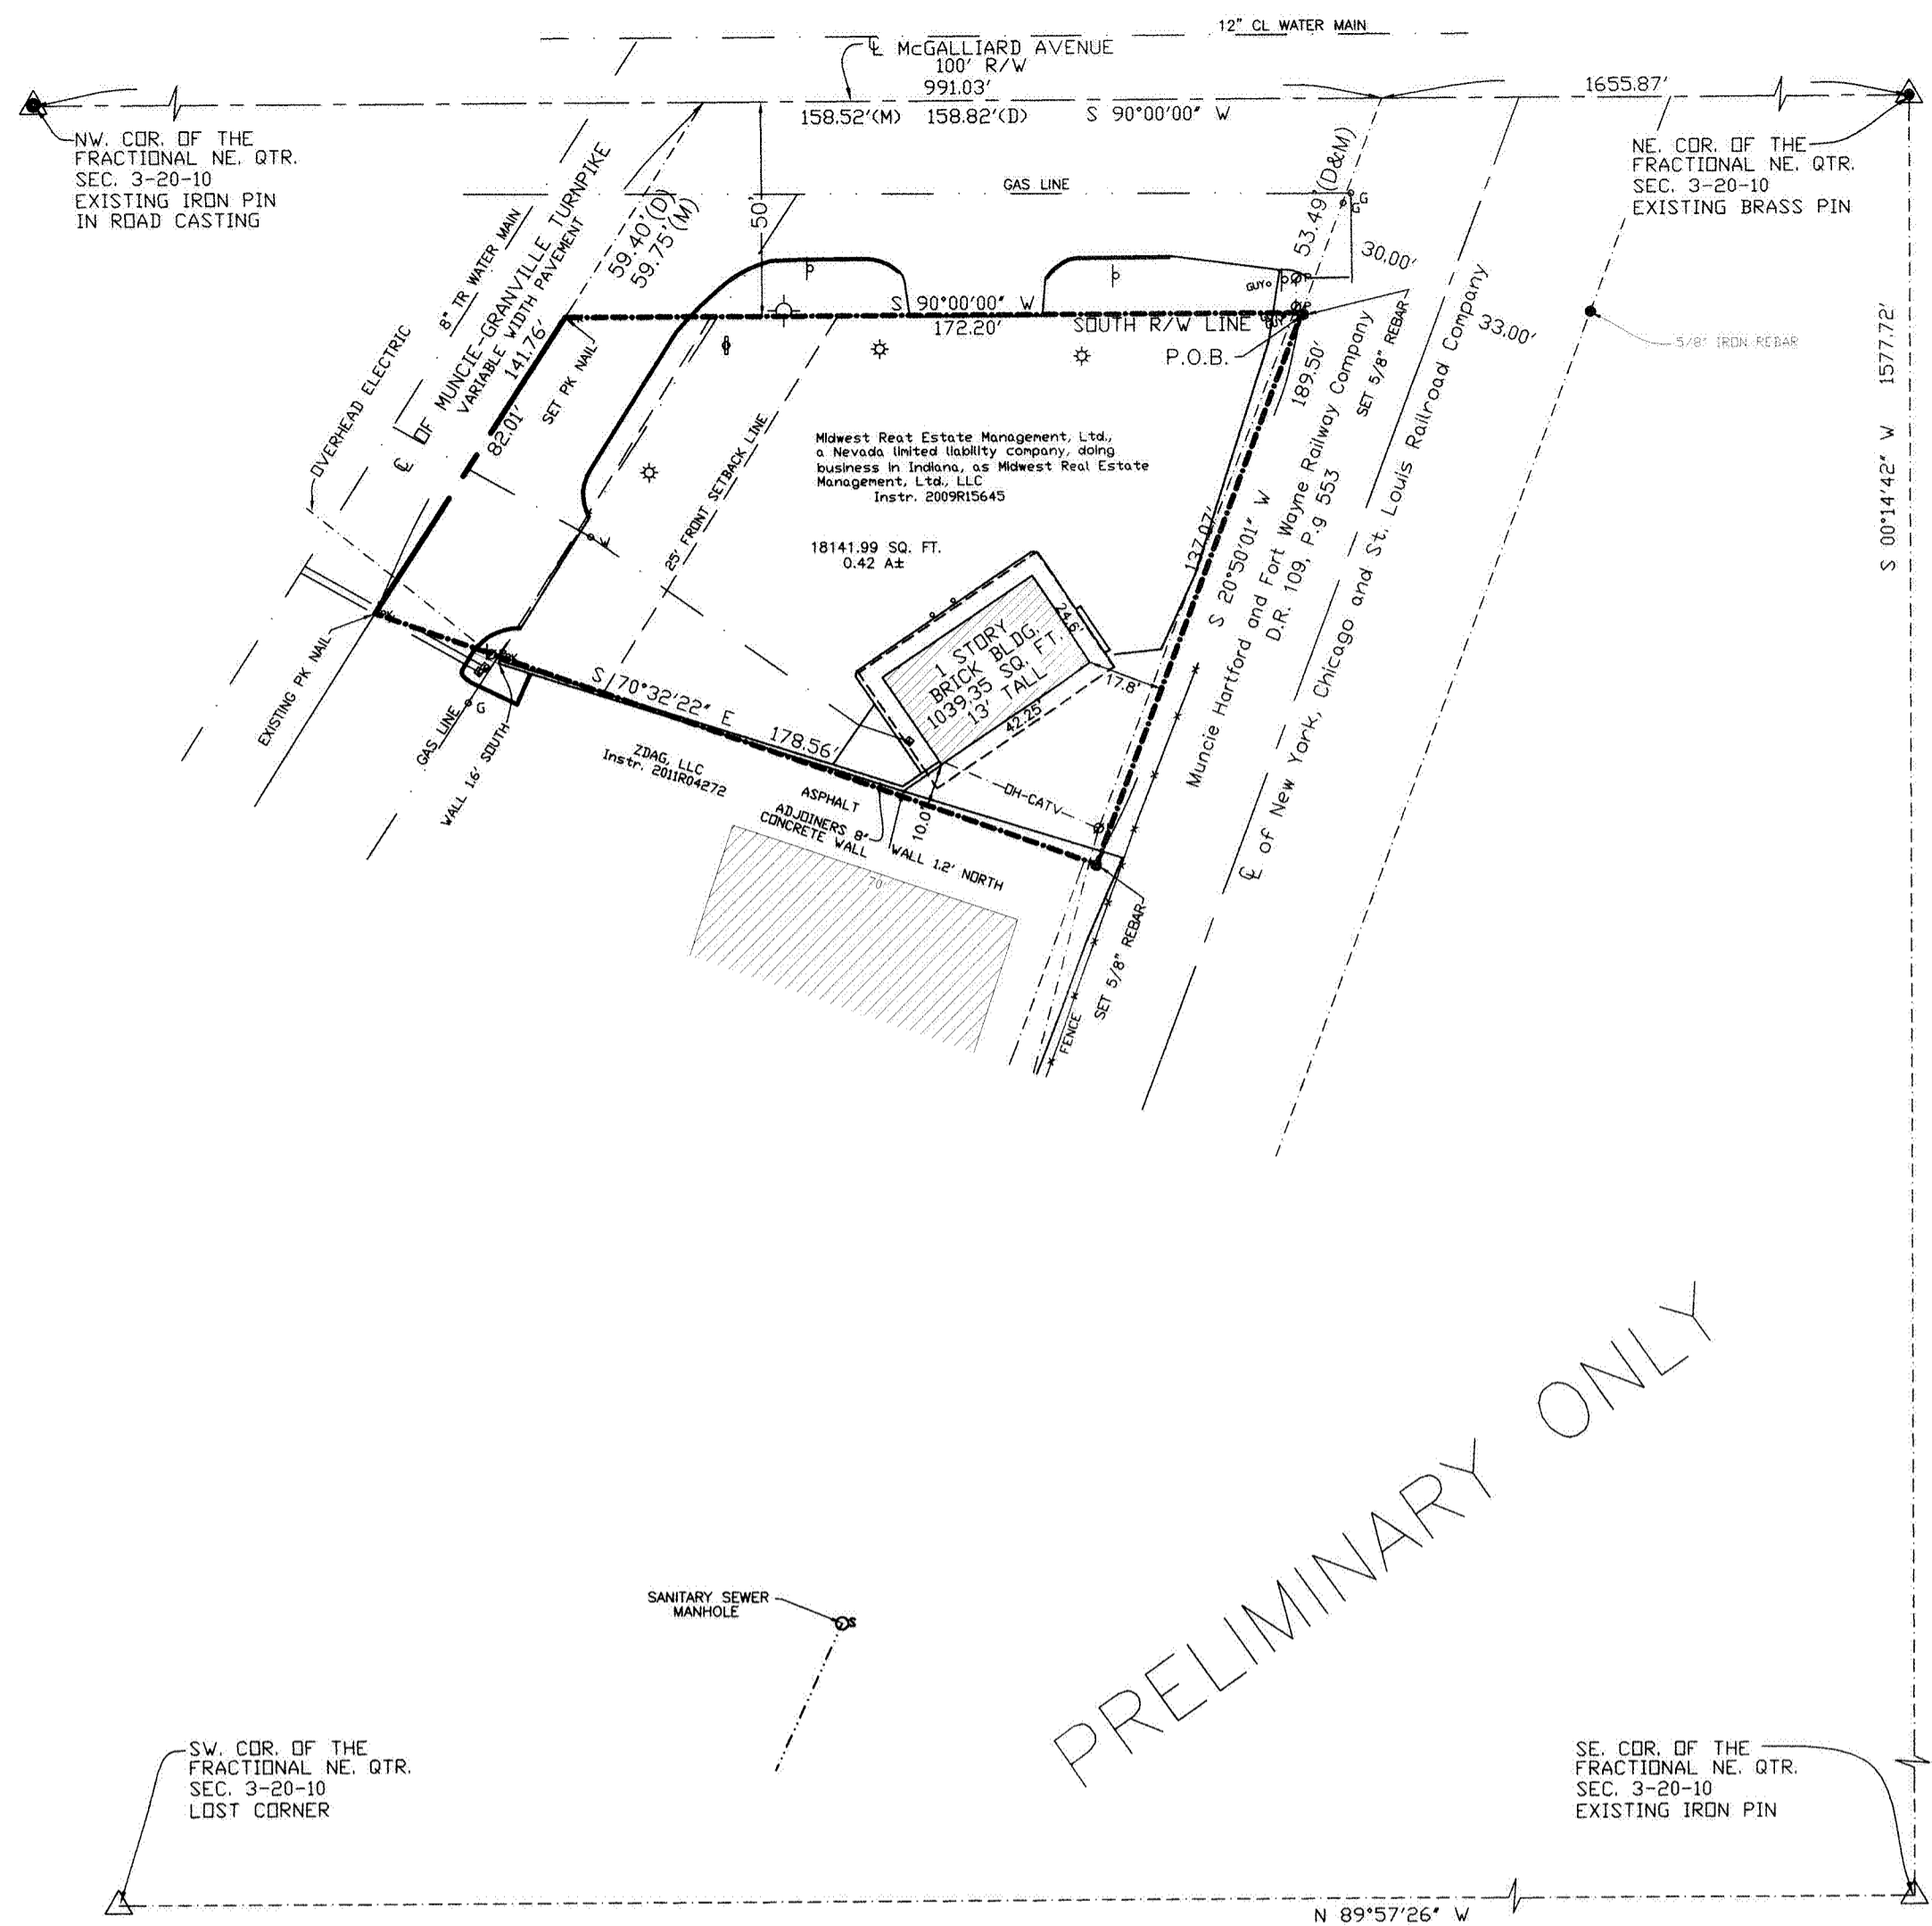 12" CL WATER MAIN
℄ McGALLIARD AVENUE
100' R/W
991.03'
1655.87'
158.52'(M) 158.82'(D) S 90°00'00" W
NW. COR. OF THE
FRACTIONAL NE. QTR.
SEC. 3-20-10
EXISTING IRON PIN
IN ROAD CASTING
NE. COR. OF THE
FRACTIONAL NE. QTR.
SEC. 3-20-10
EXISTING BRASS PIN
GAS LINE
G
G
53.49'(D&M)
50'
59.40'(D)
59.75'(M)
8" TR WATER MAIN
℄ OF MUNCIE-GRANVILLE TURNPIKE
VARIABLE WIDTH PAVEMENT
141.76'
82.01'
SET PK NAIL
OVERHEAD ELECTRIC
30.00'
33.00'
GUY
P
S 90°00'00" W
172.20'
SOUTH R/W LINE
P.O.B.
189.50'
SET 5/8" REBAR
5/8" IRON REBAR
S 00°14'42" W 1577.72'
Midwest Reat Estate Management, Ltd.,
a Nevada limited liability company, doing
business in Indiana, as Midwest Real Estate
Management, Ltd., LLC
Instr. 2009R15645
18141.99 SQ. FT.
0.42 A±
25' FRONT SETBACK LINE
W
137.07'
S 20°50'01" W
Muncie Hartford and Fort Wayne Railway Company
D.R. 109, P.g 553
℄ of New York, Chicago and St. Louis Railroad Company
1 STORY
BRICK BLDG.
1039.35 SQ. FT.
13' TALL
24.6'
42.25'
17.8'
EXISTING PK NAIL
PK
GAS LINE
G
WALL 1.6' SOUTH
S 70°32'22" E
178.56'
ZDAG, LLC
Instr. 2011R04272
ASPHALT
ADJOINERS 8"
CONCRETE WALL
10.0'
WALL 1.2' NORTH
OH-CATV
70'
FENCE
SET 5/8" REBAR
PRELIMINARY ONLY
SANITARY SEWER
MANHOLE
S
SW. COR. OF THE
FRACTIONAL NE. QTR.
SEC. 3-20-10
LOST CORNER
SE. COR. OF THE
FRACTIONAL NE. QTR.
SEC. 3-20-10
EXISTING IRON PIN
N 89°57'26" W